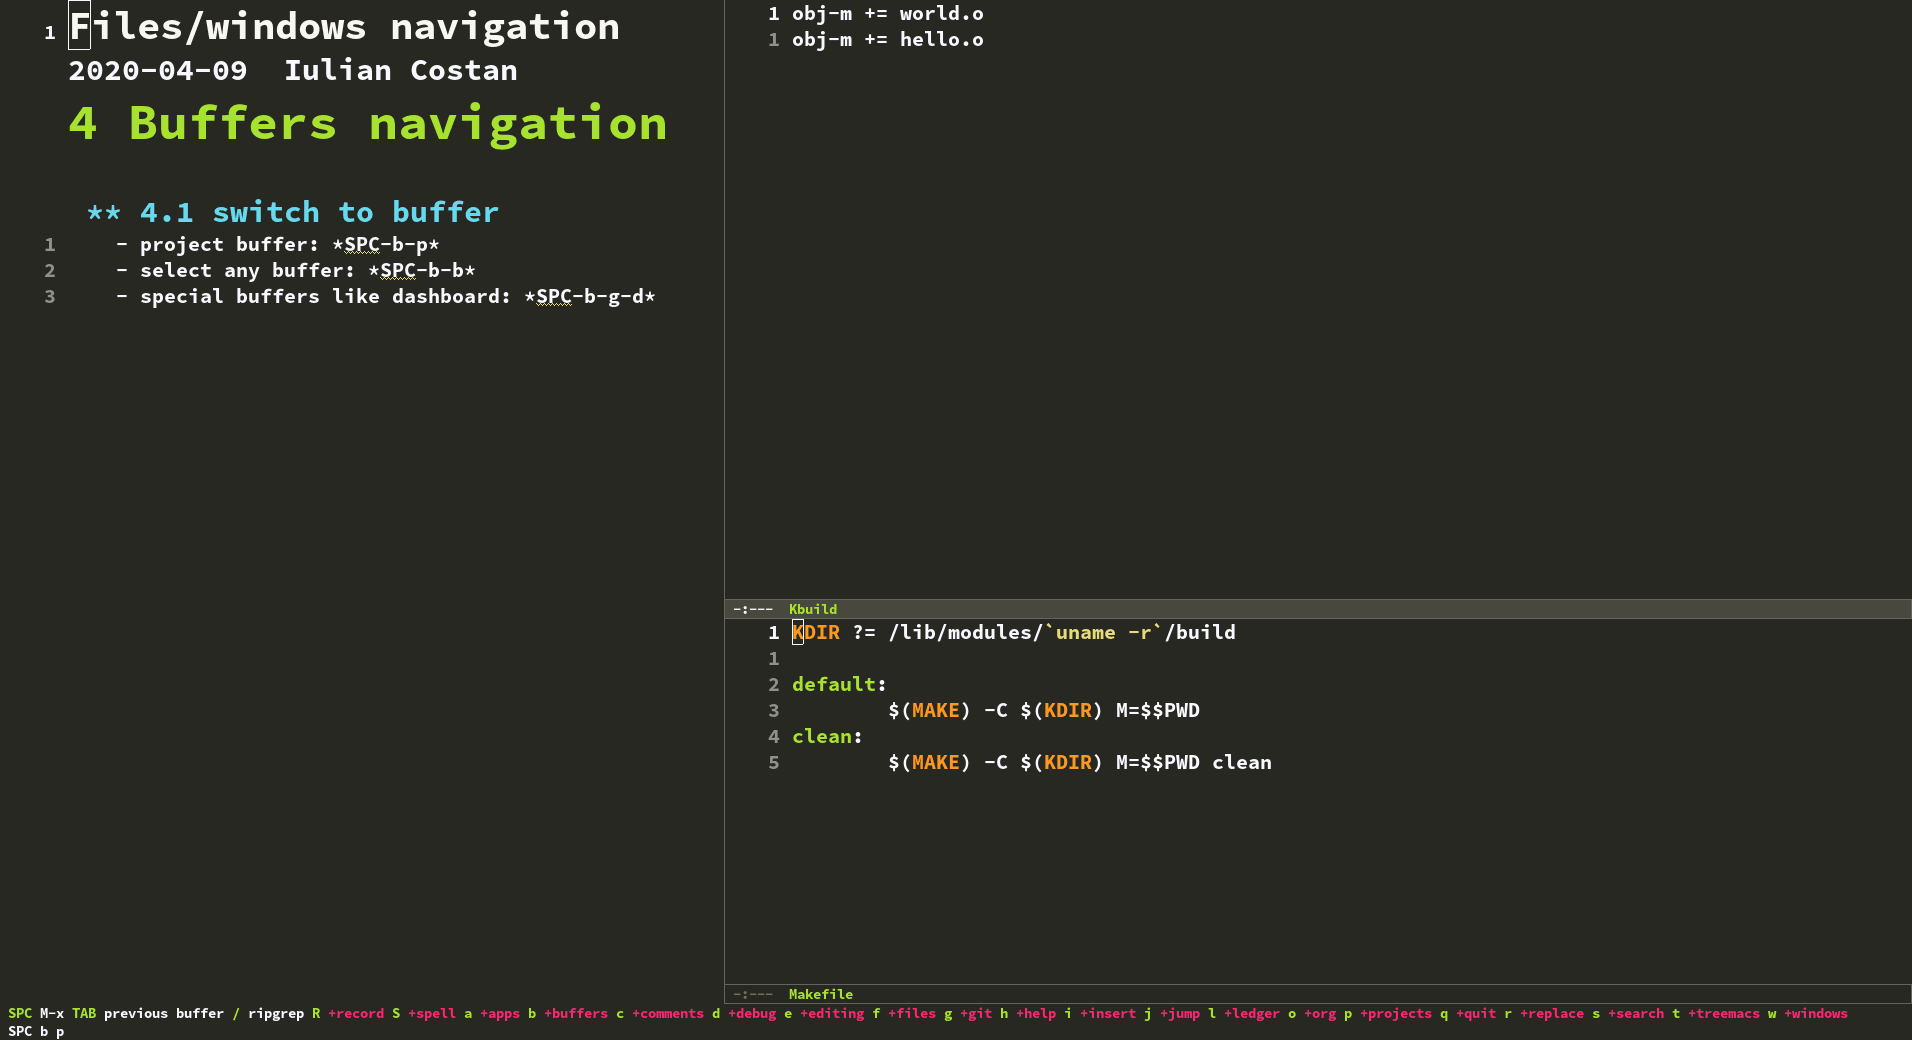 1 Files/windows navigation
2020-04-09  Iulian Costan
4 Buffers navigation
** 4.1 switch to buffer
1 - project buffer: *SPC-b-p*
2 - select any buffer: *SPC-b-b*
3 - special buffers like dashboard: *SPC-b-g-d*
1 obj-m += world.o
1 obj-m += hello.o
-:---  Kbuild
1 KDIR ?= /lib/modules/`uname -r`/build
1
2 default:
3         $(MAKE) -C $(KDIR) M=$$PWD
4 clean:
5         $(MAKE) -C $(KDIR) M=$$PWD clean
-:---  Makefile
SPC M-x TAB previous buffer / ripgrep R +record S +spell a +apps b +buffers c +comments d +debug e +editing f +files g +git h +help i +insert j +jump l +ledger o +org p +projects q +quit r +replace s +search t +treemacs w +windows
SPC b p